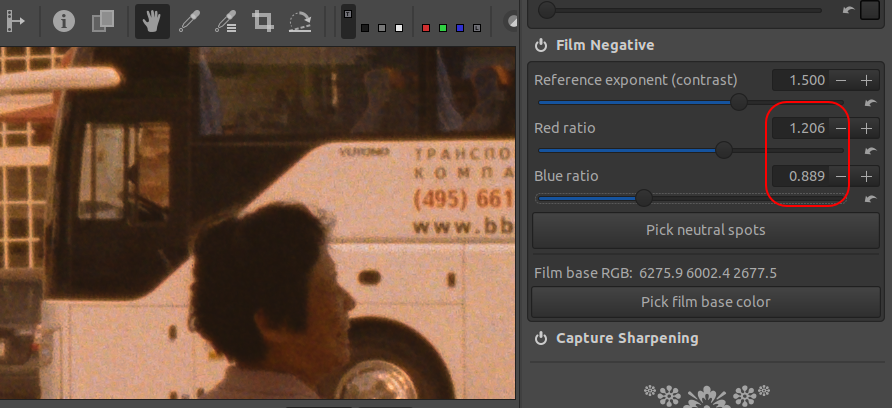 Film Negative
Reference exponent (contrast) 1.500
Red ratio 1.206
Blue ratio 0.889
Pick neutral spots
Film base RGB: 6275.9 6002.4 2677.5
Pick film base color
Capture Sharpening
YUTONG
ТРАНСПО
КОМПА
(495) 661
www.bb